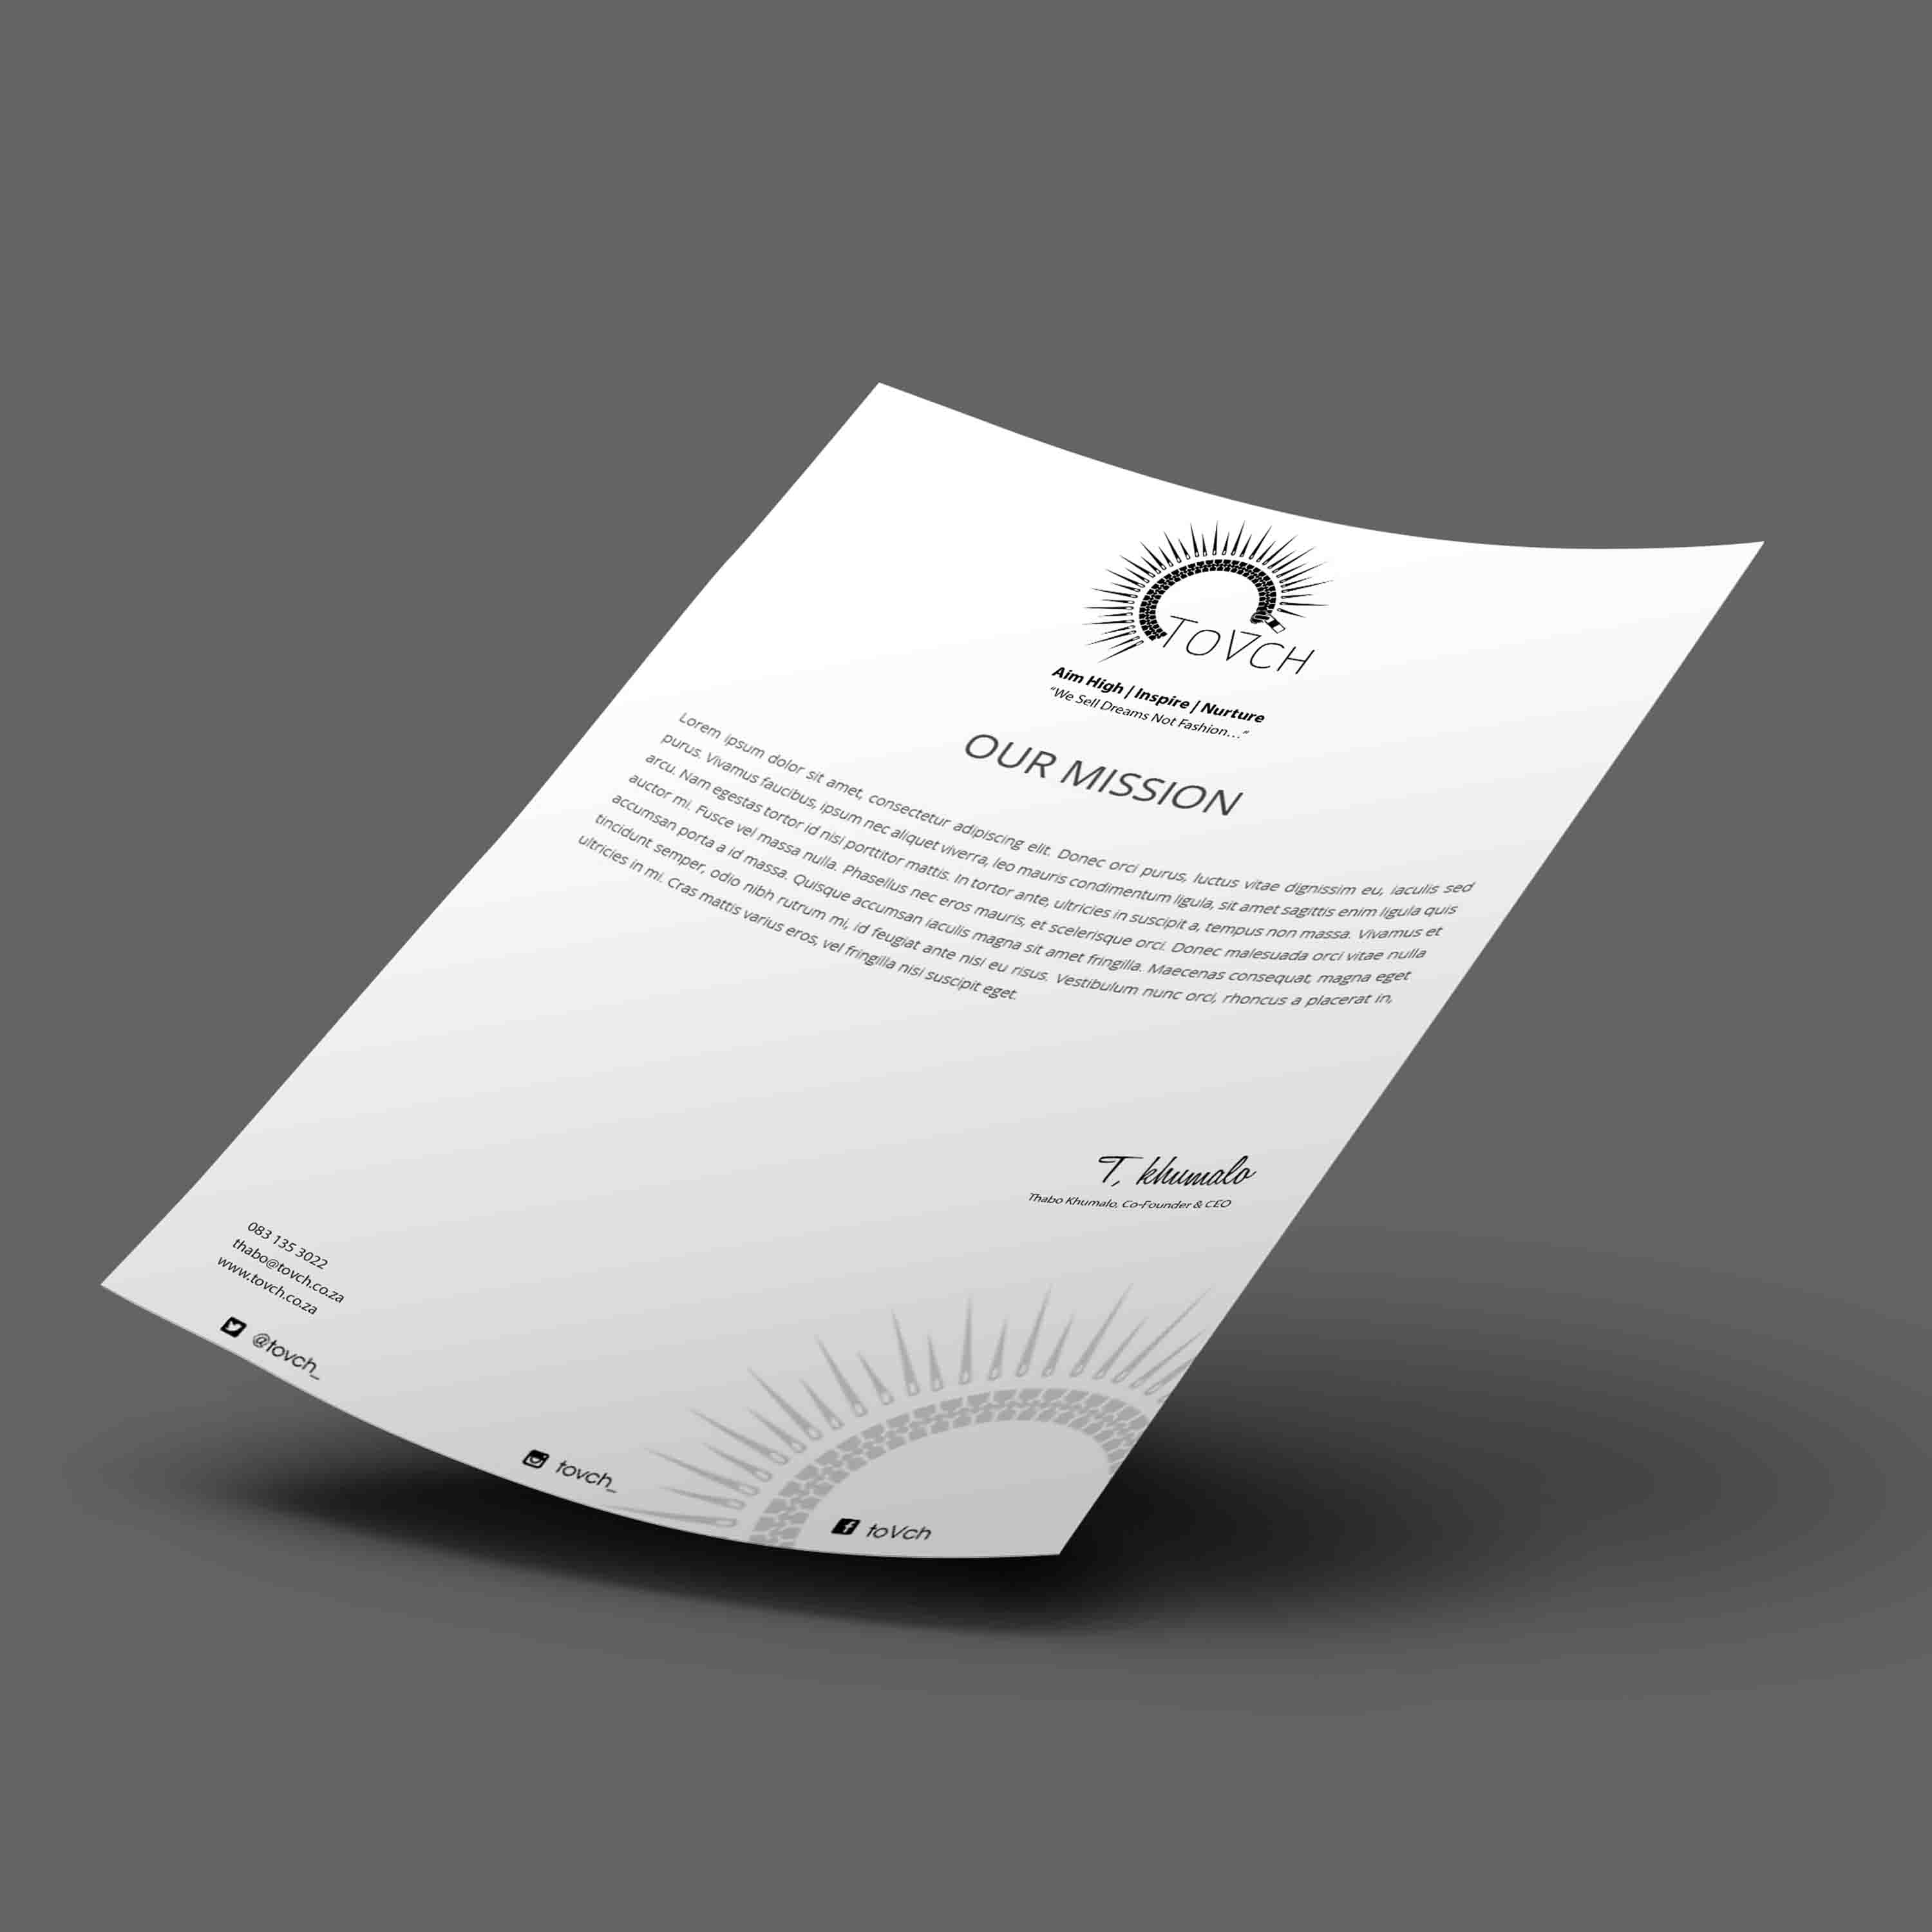 ToVCH
Aim High | Inspire | Nurture
“We Sell Dreams Not Fashion...”
OUR MISSION
Lorem ipsum dolor sit amet, consectetur adipiscing elit. Donec orci purus, luctus vitae dignissim eu, iaculis sed
purus. Vivamus faucibus, ipsum nec aliquet viverra, leo mauris condimentum ligula, sit amet sagittis enim ligula quis
arcu. Nam egestas tortor id nisi porttitor mattis. In tortor ante, ultricies in suscipit a, tempus non massa. Vivamus et
auctor mi. Fusce vel massa nulla. Phasellus nec eros mauris, et scelerisque orci. Donec malesuada orci vitae nulla
accumsan porta a id massa. Quisque accumsan iaculis magna sit amet fringilla. Maecenas consequat, magna eget
tincidunt semper, odio nibh rutrum mi, id feugiat ante nisi eu risus. Vestibulum nunc orci, rhoncus a placerat in,
ultricies in mi. Cras mattis varius eros, vel fringilla nisi suscipit eget.
T, khumalo
Thabo Khumalo, Co-Founder & CEO
083 135 3022
thabo@tovch.co.za
www.tovch.co.za
@tovch_
tovch_
toVch